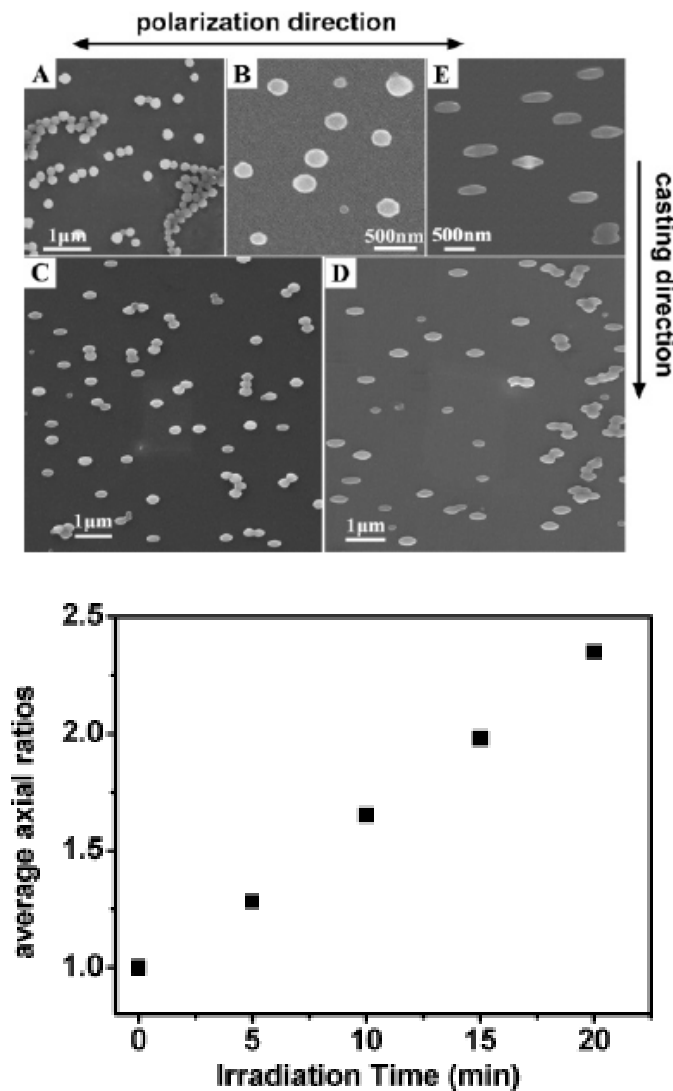 polarization direction
A
B
E
1μm
500nm
500nm
casting direction
C
D
1μm
1μm
2.5
2.0
1.5
1.0
average axial ratios
0 5 10 15 20
Irradiation Time (min)